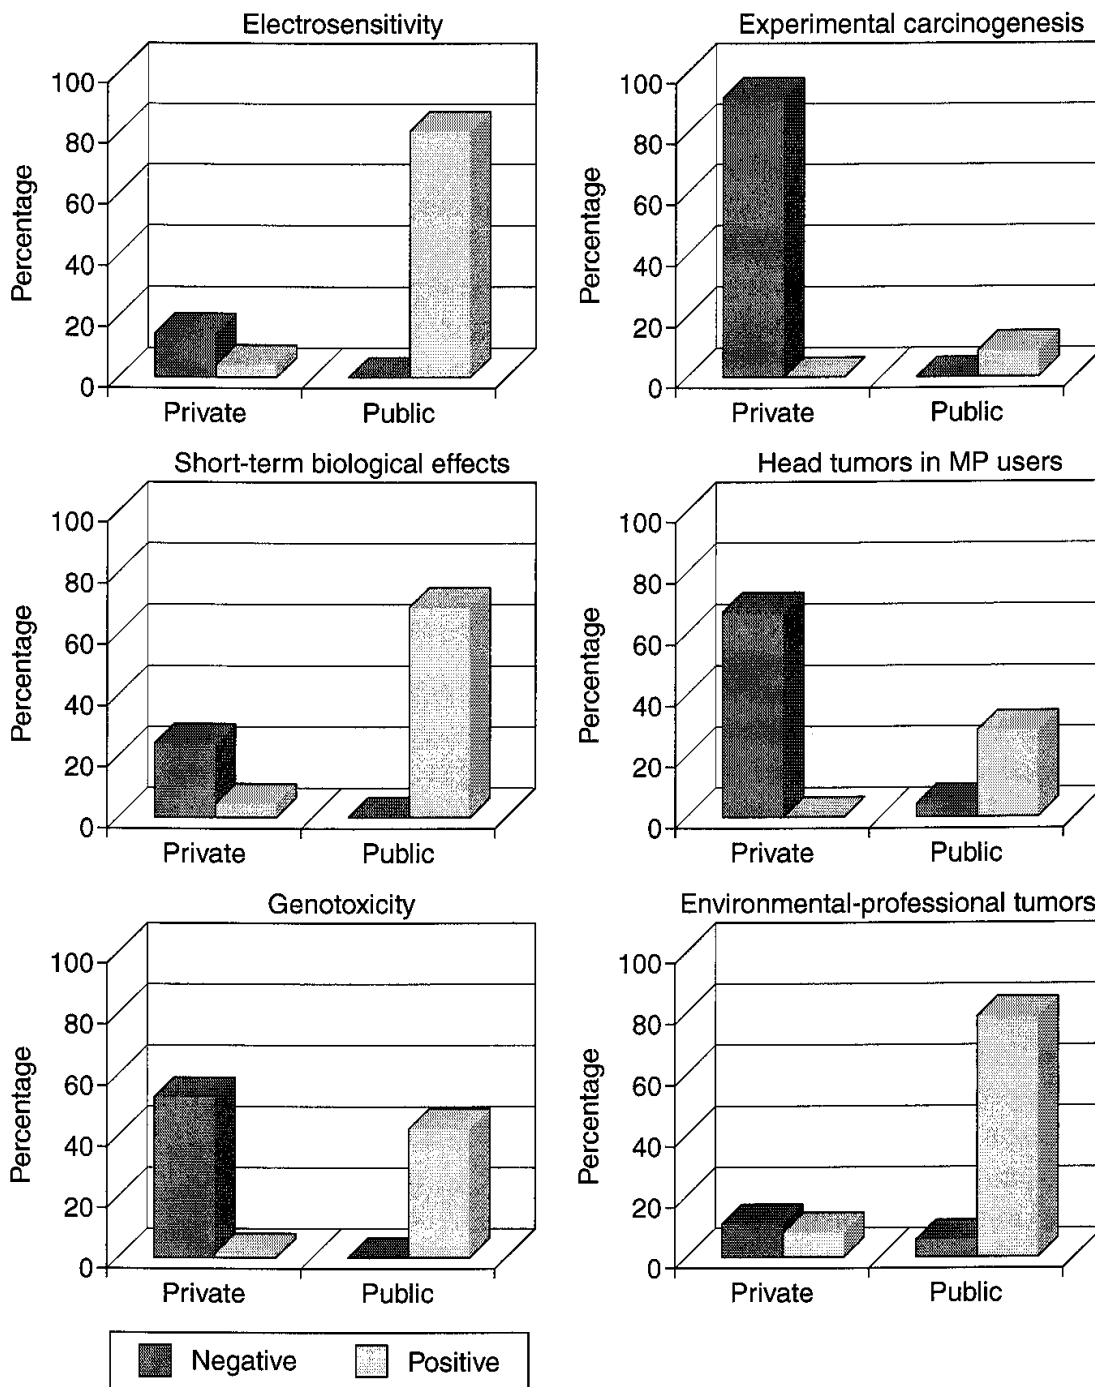 Electrosensitivity
Percentage
100
80
60
40
20
0
Private Public
Experimental carcinogenesis
Percentage
100
80
60
40
20
0
Private Public
Short-term biological effects
Percentage
100
80
60
40
20
0
Private Public
Head tumors in MP users
Percentage
100
80
60
40
20
0
Private Public
Genotoxicity
Percentage
100
80
60
40
20
0
Private Public
Environmental-professional tumors
Percentage
100
80
60
40
20
0
Private Public
Negative Positive